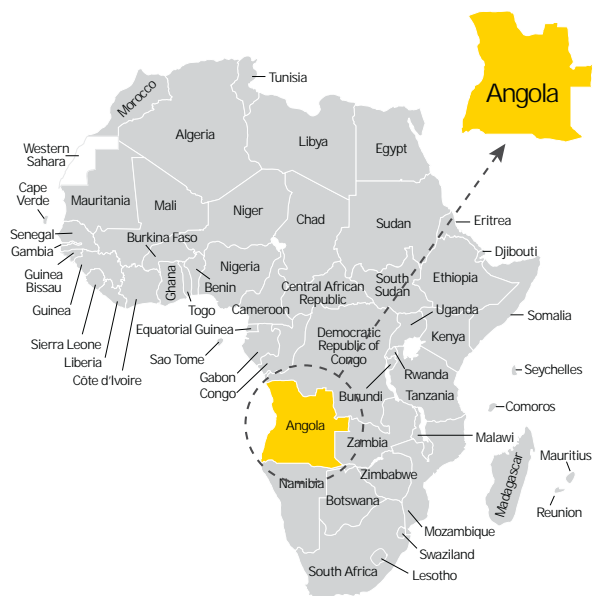 Angola
Tunisia
Morocco
Algeria
Libya
Egypt
Western
Sahara
Cape
Verde
Mauritania
Mali
Niger
Chad
Sudan
Eritrea
Senegal
Gambia
Burkina Faso
Djibouti
Guinea
Bissau
Ghana
Nigeria
Benin
Central African
Republic
South
Sudan
Ethiopia
Guinea
Togo
Cameroon
Uganda
Somalia
Sierra Leone
Equatorial Guinea
Democratic
Republic of
Congo
Kenya
Liberia
Sao Tome
Côte d'Ivoire
Gabon
Congo
Rwanda
Seychelles
Burundi
Tanzania
Comoros
Angola
Zambia
Malawi
Mauritius
Madagascar
Namibia
Zimbabwe
Botswana
Reunion
Mozambique
Swaziland
South Africa
Lesotho